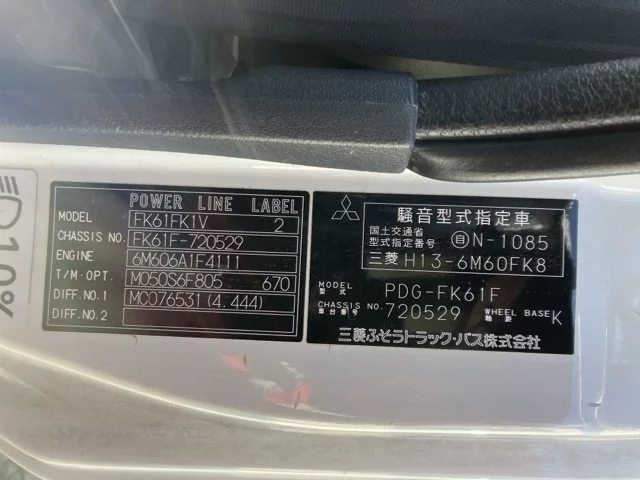 POWER LINE LABEL
MODEL FK61FK1V 2
CHASSIS NO. FK61F-720529
ENGINE 6M606A1F4111
T/M・OPT. M050S6F805 670
DIFF. NO.1 MC076531(4.444)
DIFF. NO.2
騒音型式指定車
国土交通省
型式指定番号 自N-1085
三菱 H13-6M60FK8
MODEL
型式 PDG-FK61F
CHASSIS NO.
車台番号 720529 WHEEL BASE
軸距 K
三菱ふそうトラック・バス株式会社
10%